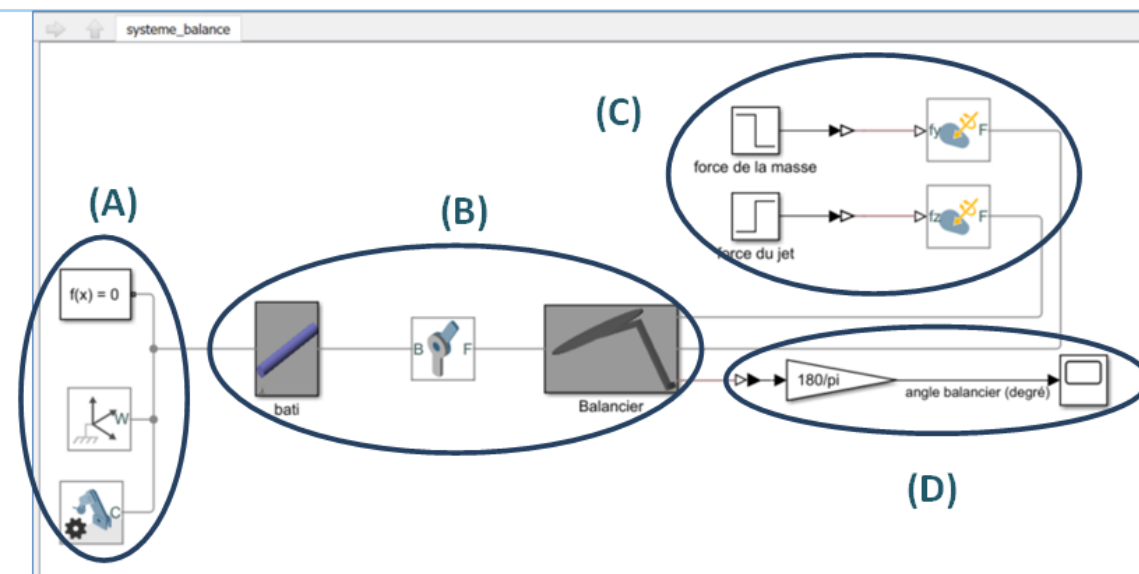 systeme_balance
(C)
fy
F
force de la masse
fz
F
force du jet
(A)
(B)
f(x) = 0
W
C
B
F
bati
Balancier
180/pi
angle balancier (degré)
(D)